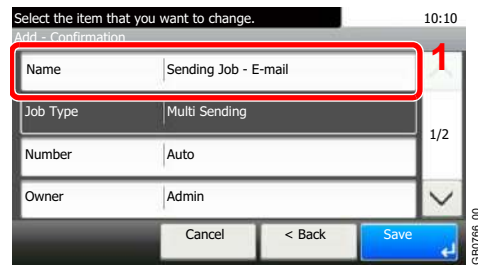 Select the item that you want to change. 10:10
Add - Confirmation
Name Sending Job - E-mail 1
Job Type Multi Sending
1/2
Number Auto
Owner Admin
Cancel < Back Save
GB0766_00